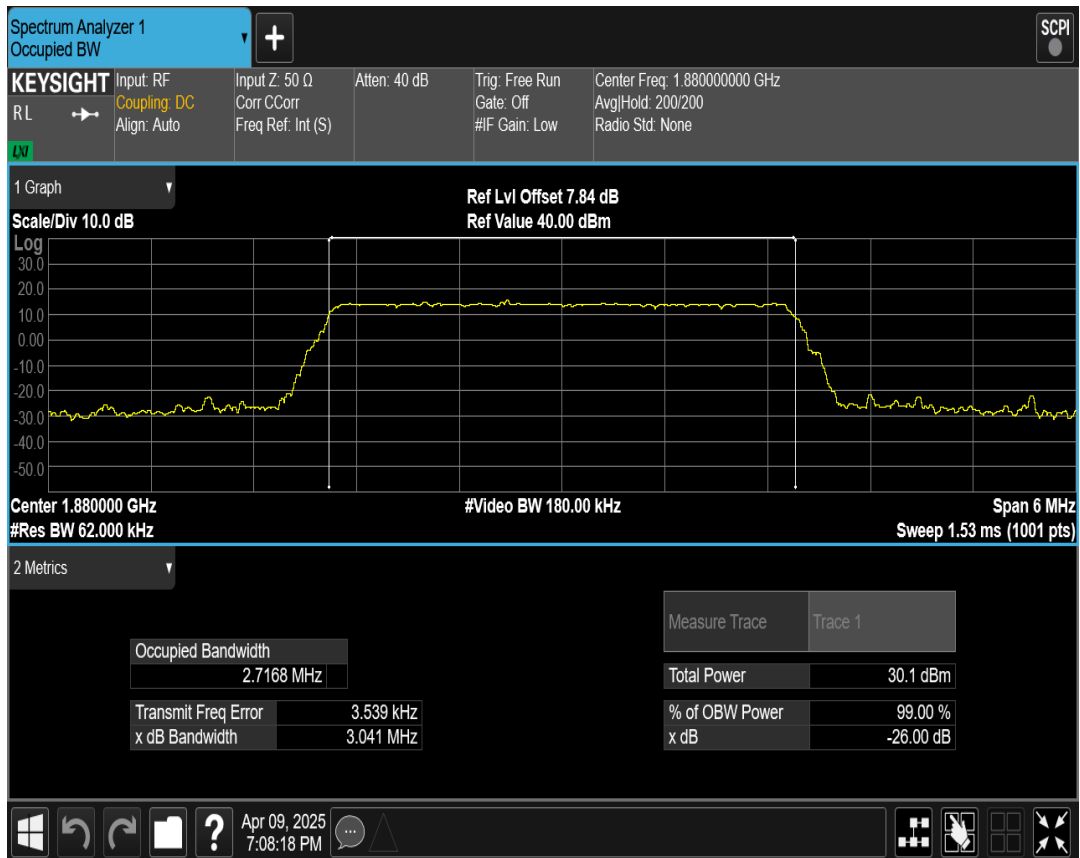 Spectrum Analyzer 1
Occupied BW
+
SCPI
KEYSIGHT
RL
LXI
Input: RF
Coupling: DC
Align: Auto
Input Z: 50 Ω
Corr CCorr
Freq Ref: Int (S)
Atten: 40 dB
Trig: Free Run
Gate: Off
#IF Gain: Low
Center Freq: 1.880000000 GHz
Avg|Hold: 200/200
Radio Std: None
1 Graph
Ref Lvl Offset 7.84 dB
Scale/Div 10.0 dB
Ref Value 40.00 dBm
Log
30.0
20.0
10.0
0.00
-10.0
-20.0
-30.0
-40.0
-50.0
Center 1.880000 GHz
#Video BW 180.00 kHz
Span 6 MHz
#Res BW 62.000 kHz
Sweep 1.53 ms (1001 pts)
2 Metrics
Measure Trace Trace 1
Occupied Bandwidth
2.7168 MHz
Total Power 30.1 dBm
Transmit Freq Error 3.539 kHz
% of OBW Power 99.00 %
x dB Bandwidth 3.041 MHz
x dB -26.00 dB
?
Apr 09, 2025
7:08:18 PM
...